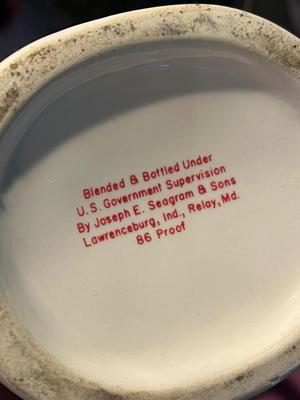 Blended & Bottled Under
U.S. Government Supervision
By Joseph E. Seagram & Sons
Lawrenceburg, Ind., Relay, Md.
86 Proof